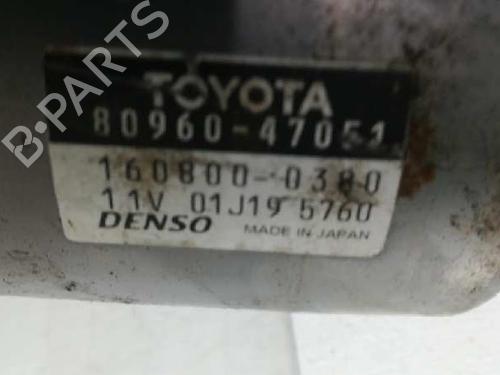 B-PARTS
TOYOTA
80960-47051
160800-0380
11V 01J19 5760
DENSO MADE IN JAPAN